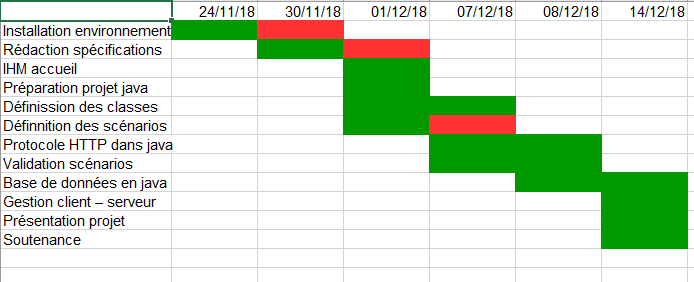 24/11/18 30/11/18 01/12/18 07/12/18 08/12/18 14/12/18
Installation environnement
Rédaction spécifications
IHM accueil
Préparation projet java
Définission des classes
Définnition des scénarios
Protocole HTTP dans java
Validation scénarios
Base de données en java
Gestion client – serveur
Présentation projet
Soutenance